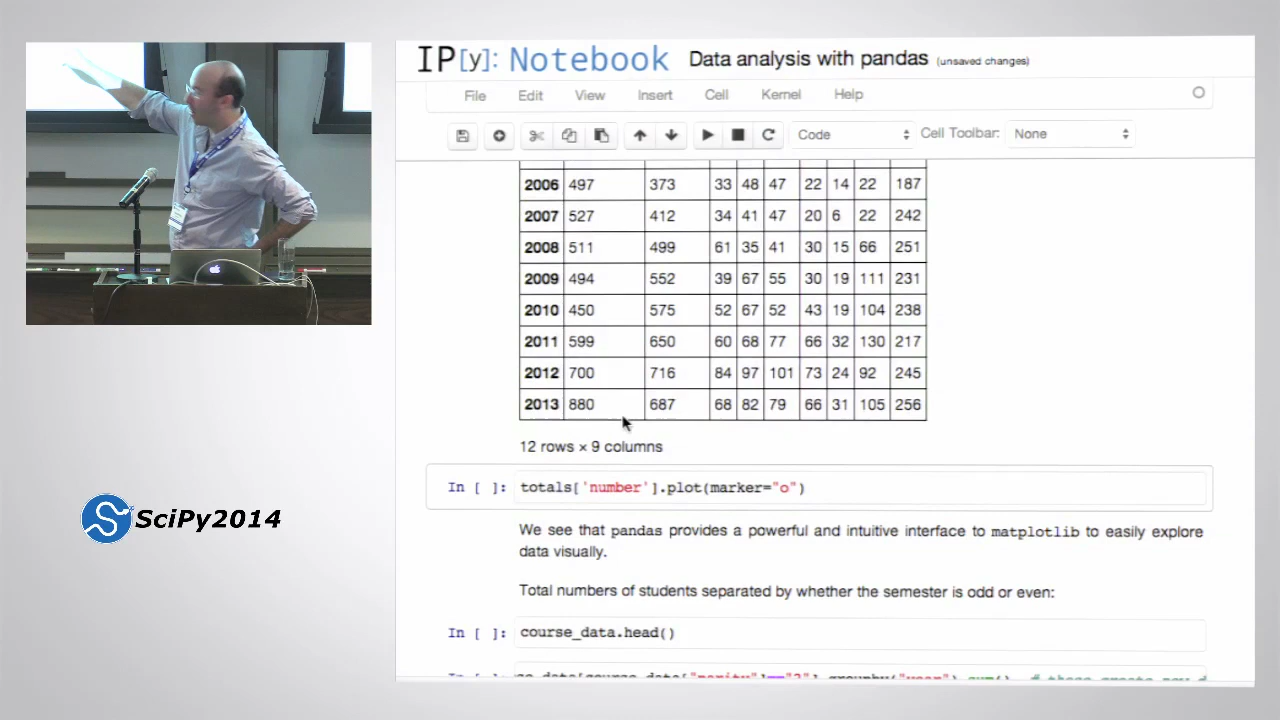 IP[y]: Notebook Data analysis with pandas (unsaved changes)
File Edit View Insert Cell Kernel Help
Code Cell Toolbar: None
2006 497 373 33 48 47 22 14 22 187
2007 527 412 34 41 47 20 6 22 242
2008 511 499 61 35 41 30 15 66 251
2009 494 552 39 67 55 30 19 111 231
2010 450 575 52 67 52 43 19 104 238
2011 599 650 60 68 77 66 32 130 217
2012 700 716 84 97 101 73 24 92 245
2013 880 687 68 82 79 66 31 105 256
12 rows × 9 columns
In [ ]: totals['number'].plot(marker="o")
We see that pandas provides a powerful and intuitive interface to matplotlib to easily explore
data visually.
Total numbers of students separated by whether the semester is odd or even:
In [ ]: course_data.head()
SciPy2014